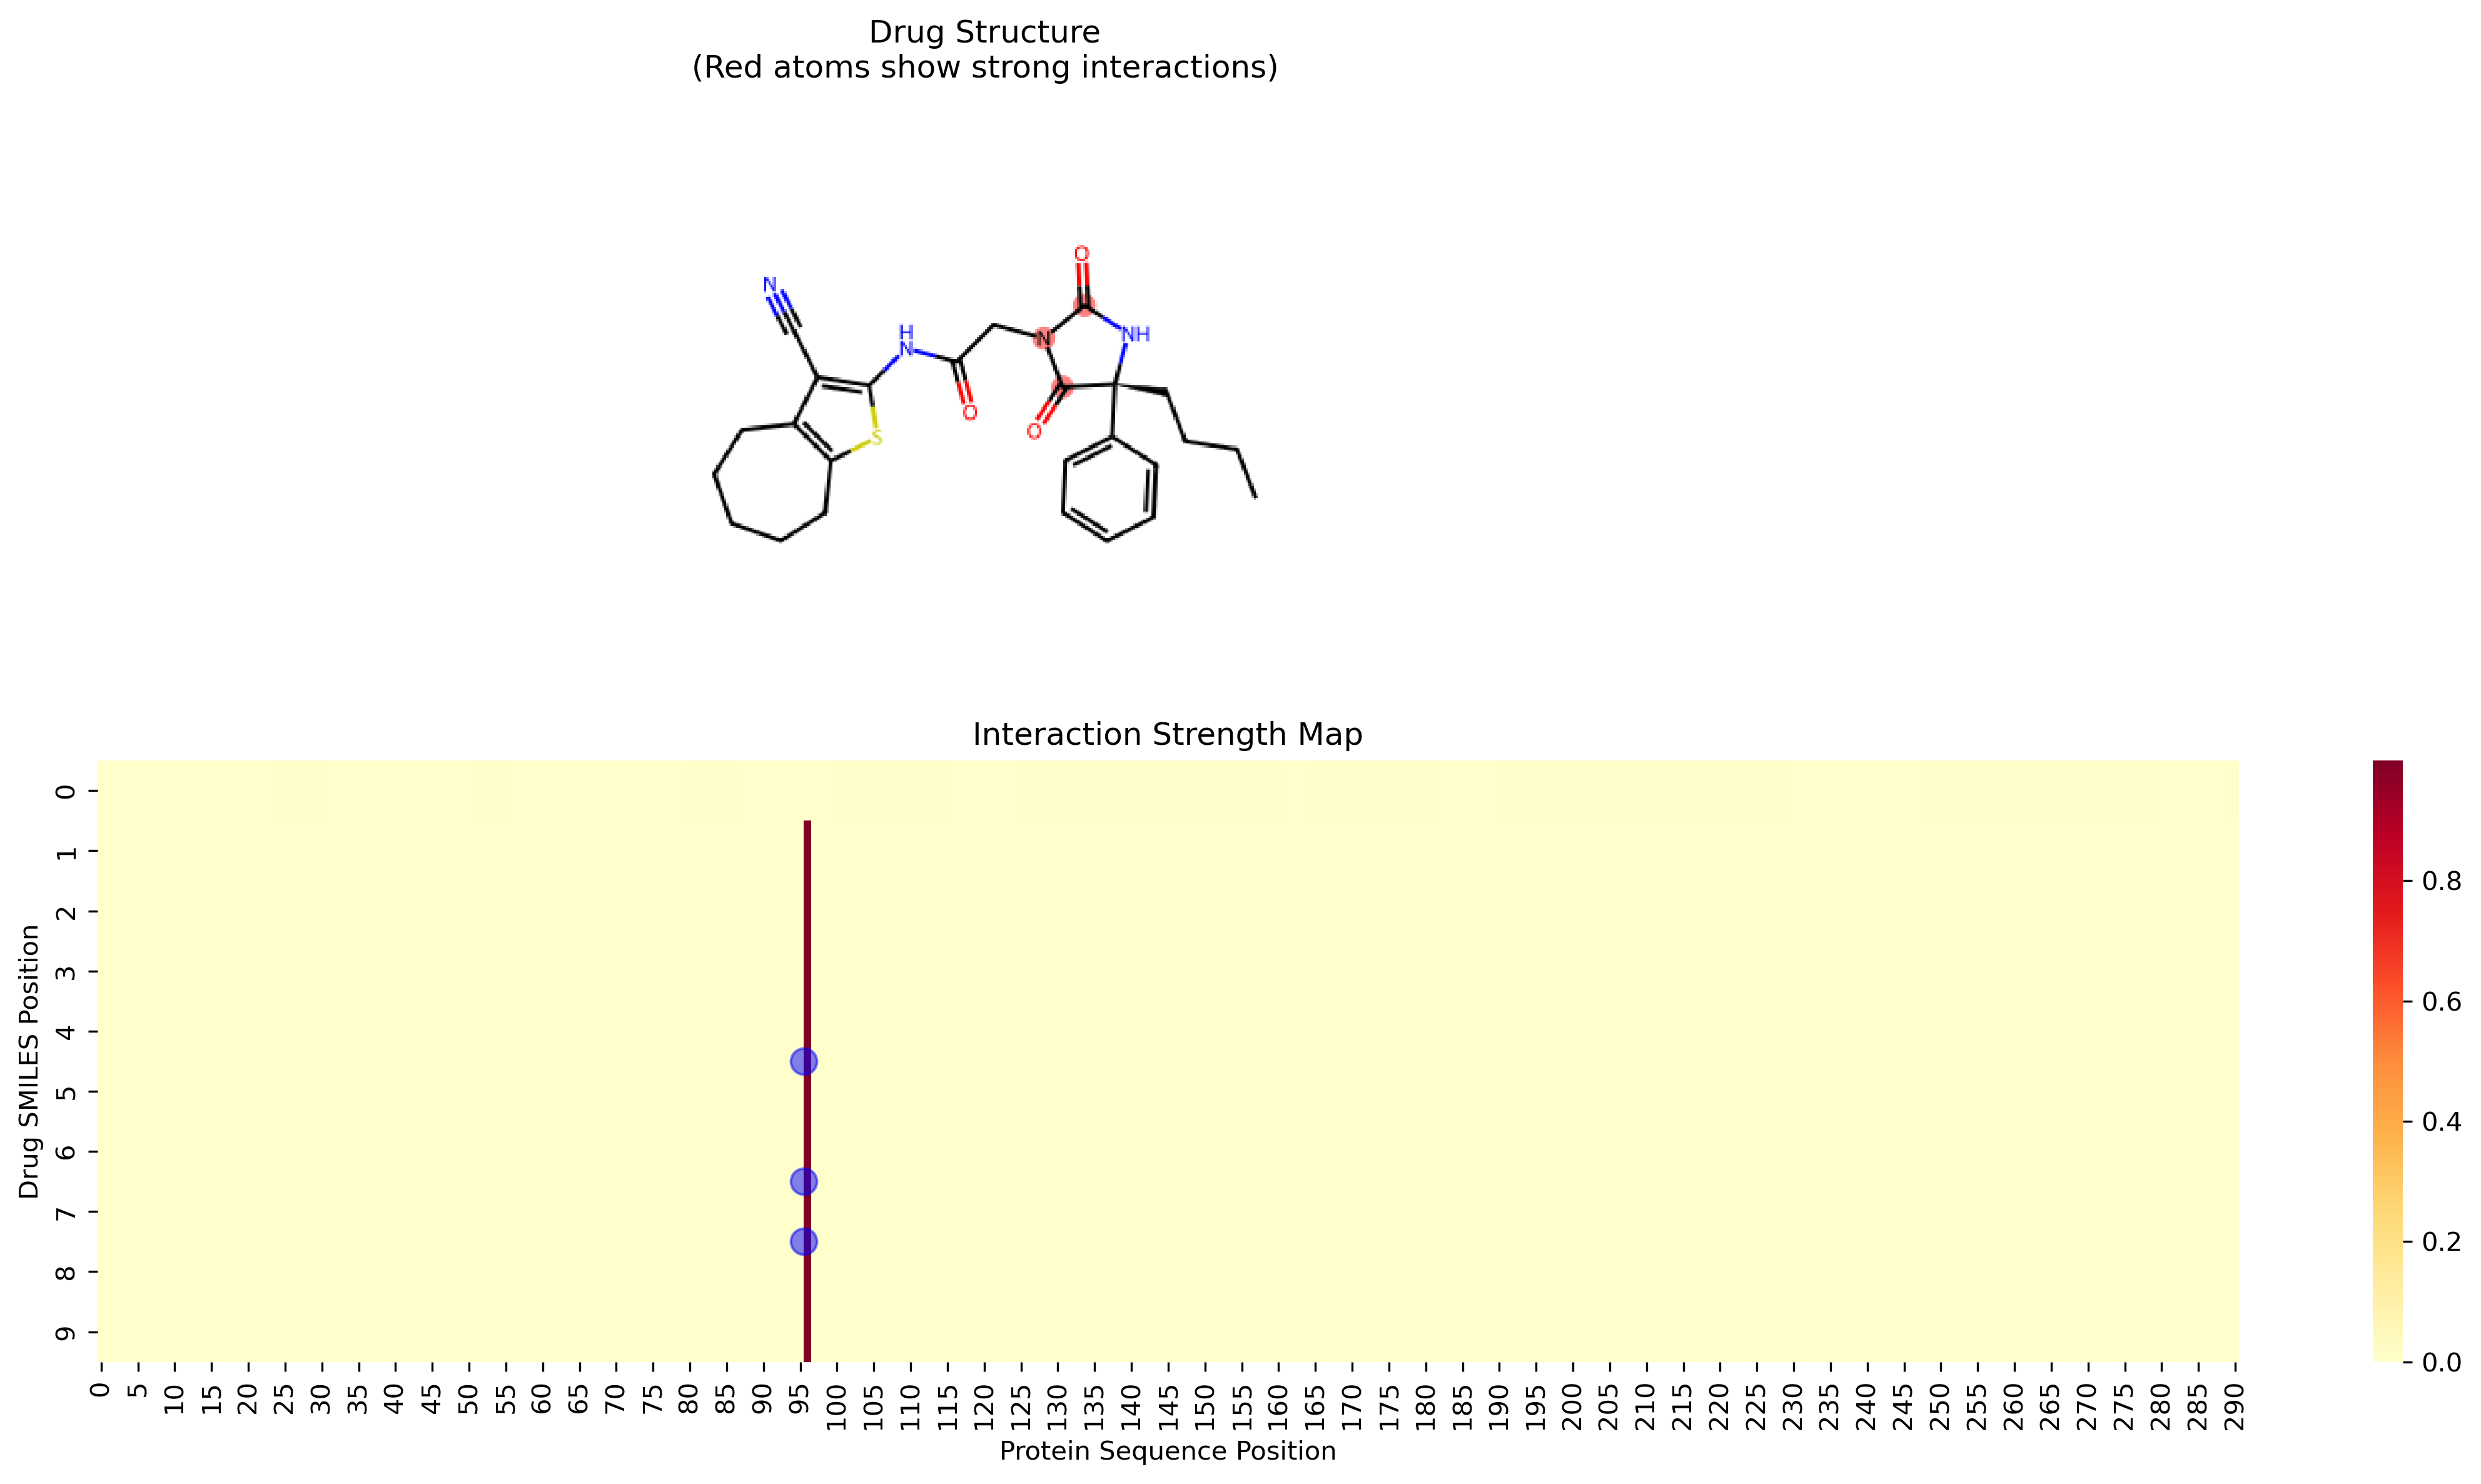 Drug Structure
(Red atoms show strong interactions)
O
N
H
N
N
NH
O
O
S
Interaction Strength Map
Drug SMILES Position
0
1
2
3
4
5
6
7
8
9
0 5 10 15 20 25 30 35 40 45 50 55 60 65 70 75 80 85 90 95 100 105 110 115 120 125 130 135 140 145 150 155 160 165 170 175 180 185 190 195 200 205 210 215 220 225 230 235 240 245 250 255 260 265 270 275 280 285 290
Protein Sequence Position
0.8
0.6
0.4
0.2
0.0